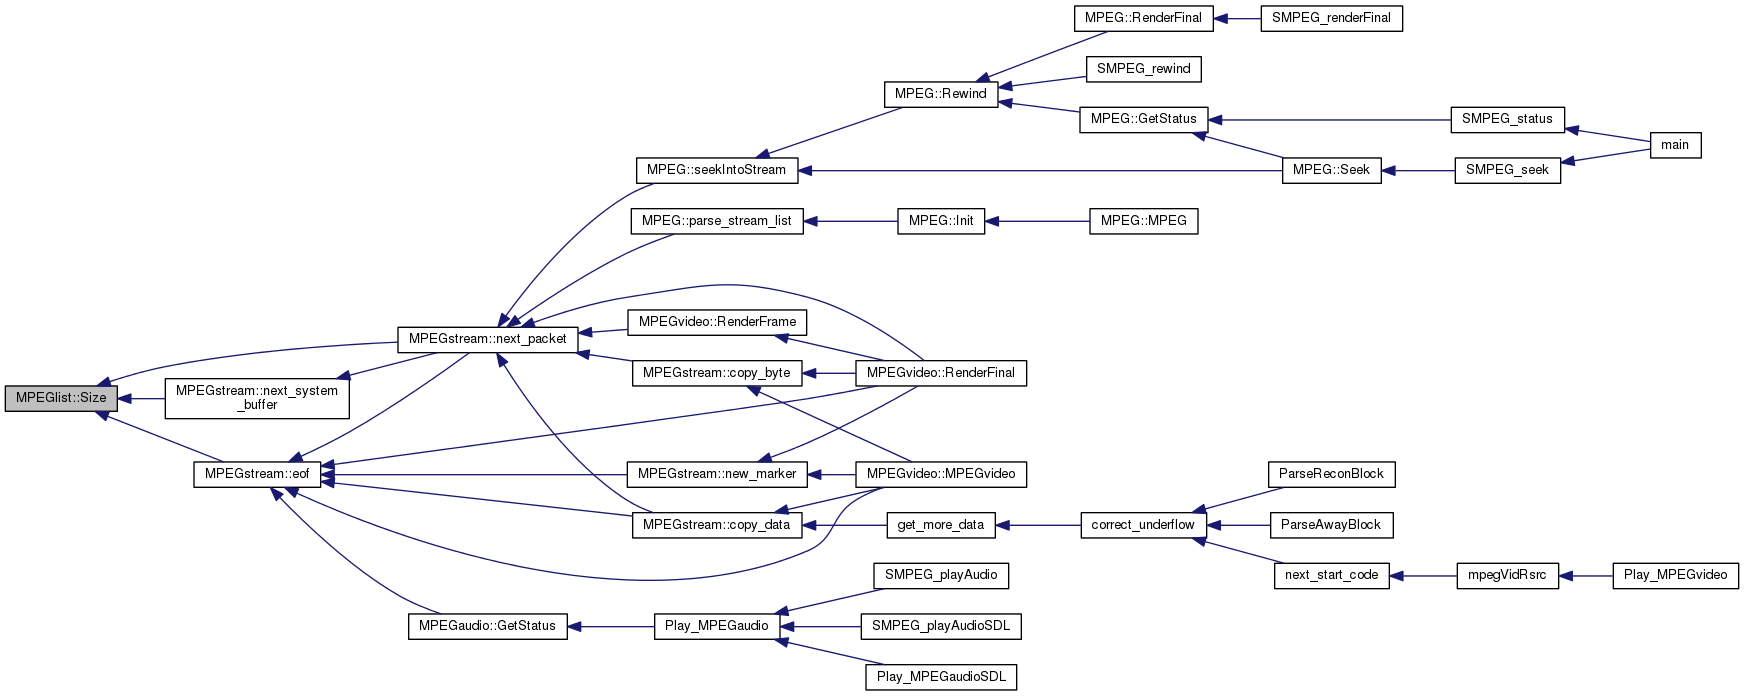 MPEG::RenderFinal
SMPEG_renderFinal
SMPEG_rewind
MPEG::Rewind
MPEG::GetStatus
SMPEG_status
main
MPEG::seekIntoStream
MPEG::Seek
SMPEG_seek
MPEG::parse_stream_list
MPEG::Init
MPEG::MPEG
MPEGvideo::RenderFrame
MPEGstream::next_packet
MPEGstream::copy_byte
MPEGvideo::RenderFinal
MPEGlist::Size
MPEGstream::next_system
_buffer
MPEGstream::eof
MPEGstream::new_marker
MPEGvideo::MPEGvideo
ParseReconBlock
MPEGstream::copy_data
get_more_data
correct_underflow
ParseAwayBlock
SMPEG_playAudio
next_start_code
mpegVidRsrc
Play_MPEGvideo
MPEGaudio::GetStatus
Play_MPEGaudio
SMPEG_playAudioSDL
Play_MPEGaudioSDL